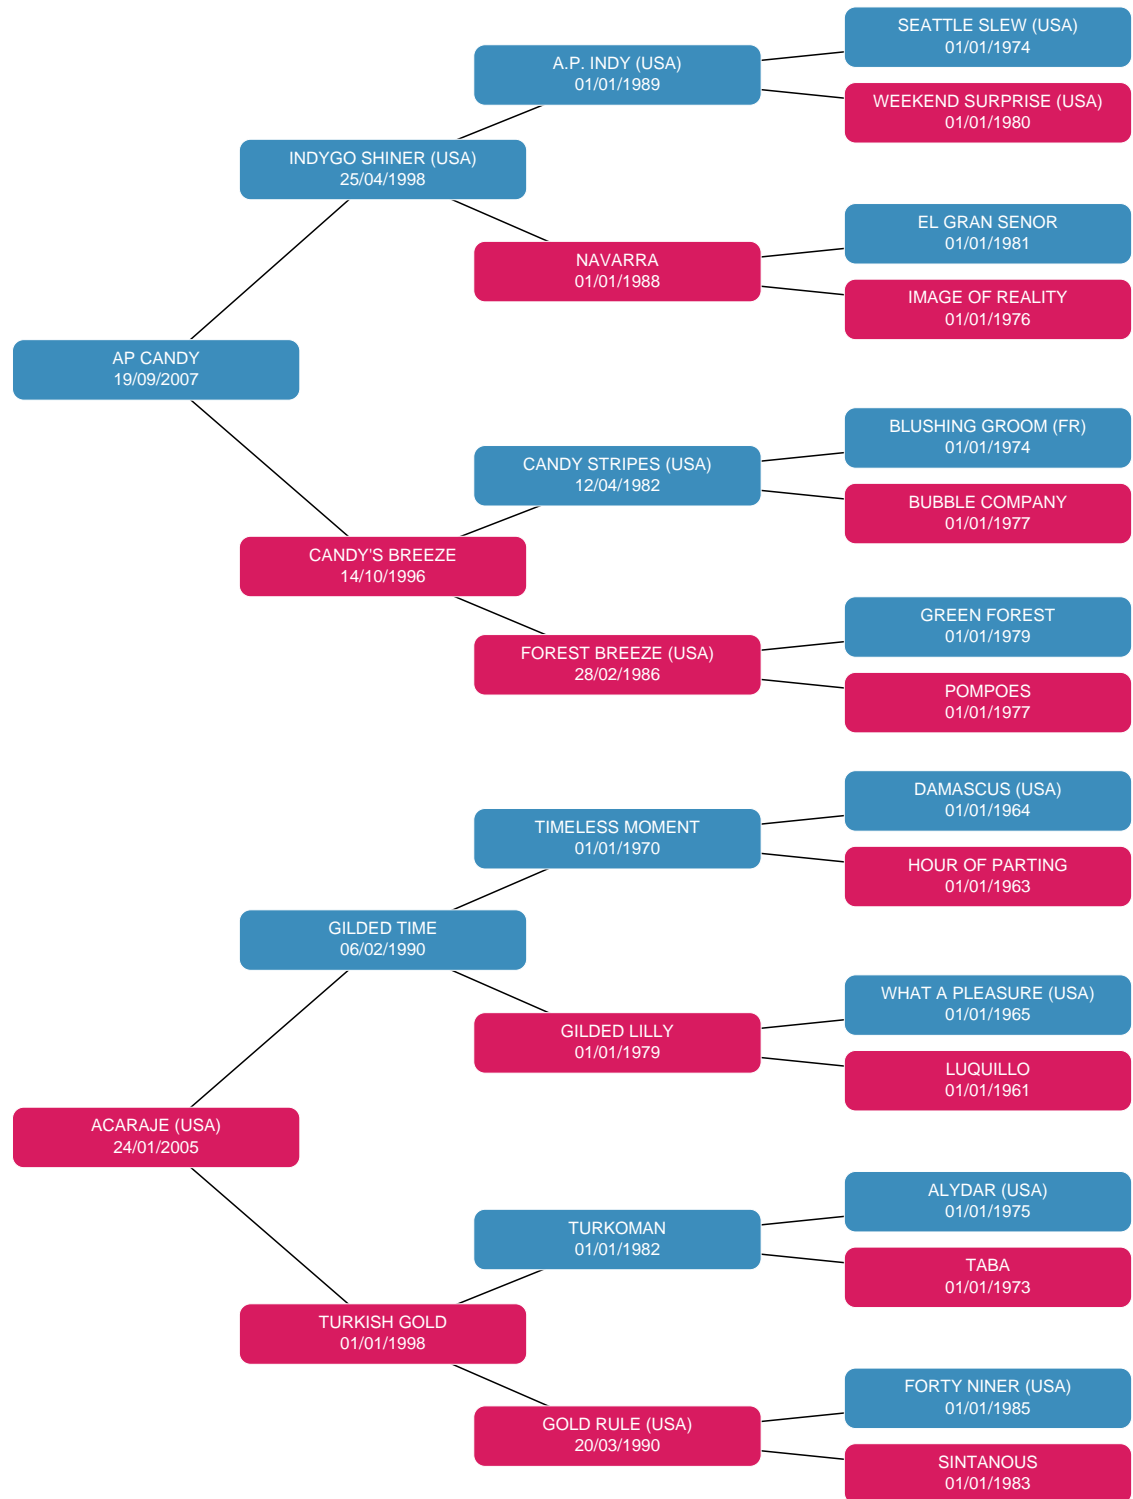 SEATTLE SLEW (USA)
01/01/1974
A.P. INDY (USA)
01/01/1989
WEEKEND SURPRISE (USA)
01/01/1980
INDYGO SHINER (USA)
25/04/1998
EL GRAN SENOR
01/01/1981
NAVARRA
01/01/1988
IMAGE OF REALITY
01/01/1976
AP CANDY
19/09/2007
BLUSHING GROOM (FR)
01/01/1974
CANDY STRIPES (USA)
12/04/1982
BUBBLE COMPANY
01/01/1977
CANDY'S BREEZE
14/10/1996
GREEN FOREST
01/01/1979
FOREST BREEZE (USA)
28/02/1986
POMPOES
01/01/1977
DAMASCUS (USA)
01/01/1964
TIMELESS MOMENT
01/01/1970
HOUR OF PARTING
01/01/1963
GILDED TIME
06/02/1990
WHAT A PLEASURE (USA)
01/01/1965
GILDED LILLY
01/01/1979
LUQUILLO
01/01/1961
ACARAJE (USA)
24/01/2005
ALYDAR (USA)
01/01/1975
TURKOMAN
01/01/1982
TABA
01/01/1973
TURKISH GOLD
01/01/1998
FORTY NINER (USA)
01/01/1985
GOLD RULE (USA)
20/03/1990
SINTANOUS
01/01/1983